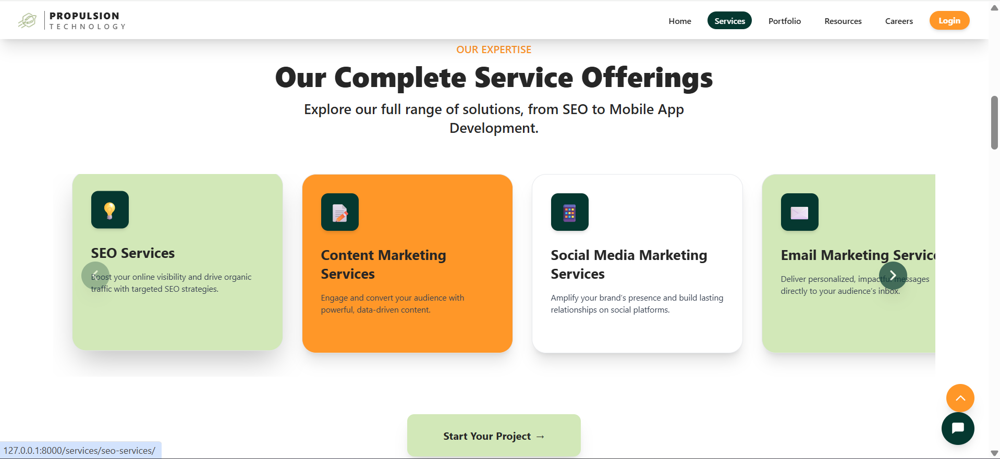 PROPULSION
TECHNOLOGY
Home Services Portfolio Resources Careers Login
OUR EXPERTISE
Our Complete Service Offerings
Explore our full range of solutions, from SEO to Mobile App
Development.
SEO Services
Boost your online visibility and drive organic
traffic with targeted SEO strategies.
Content Marketing
Services
Engage and convert your audience with
powerful, data-driven content.
Social Media Marketing
Services
Amplify your brand's presence and build lasting
relationships on social platforms.
Email Marketing Servic
Deliver personalized, impactful messages
directly to your audience's inbox.
Start Your Project →
127.0.0.1:8000/services/seo-services/